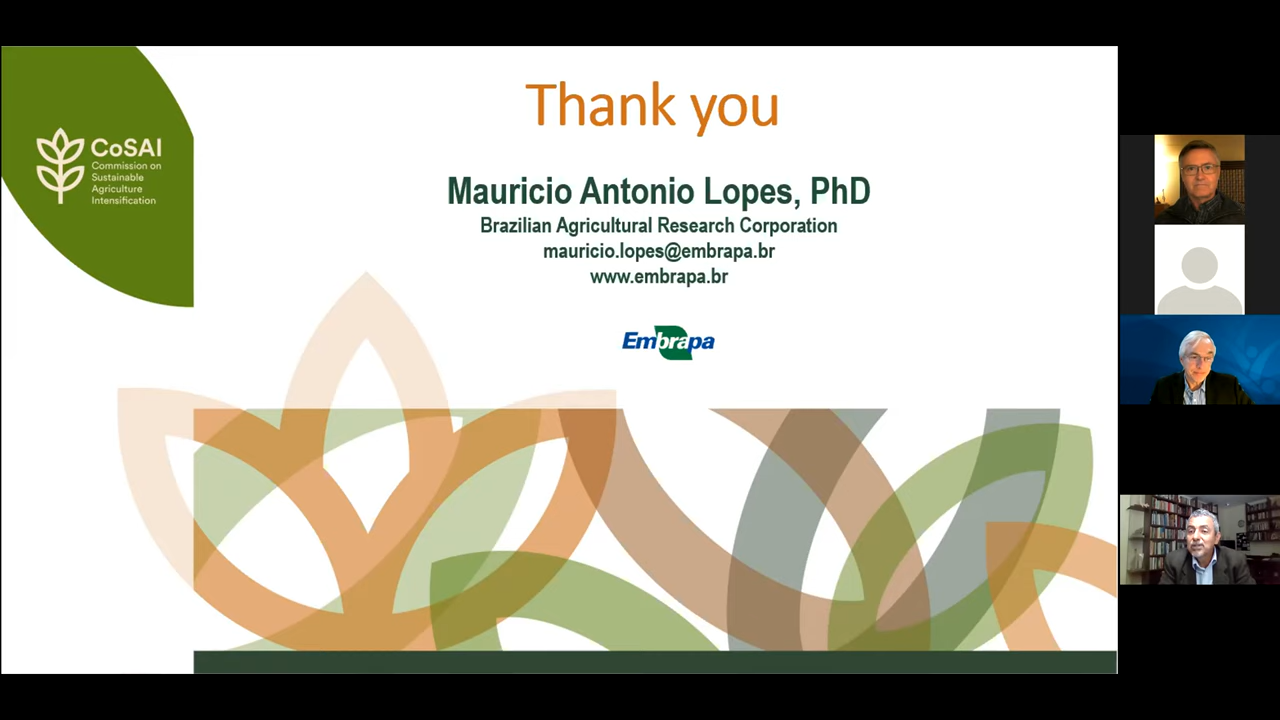 CoSAI
Commission on
Sustainable
Agriculture
Intensification
Thank you
Mauricio Antonio Lopes, PhD
Brazilian Agricultural Research Corporation
mauricio.lopes@embrapa.br
www.embrapa.br
Embrapa